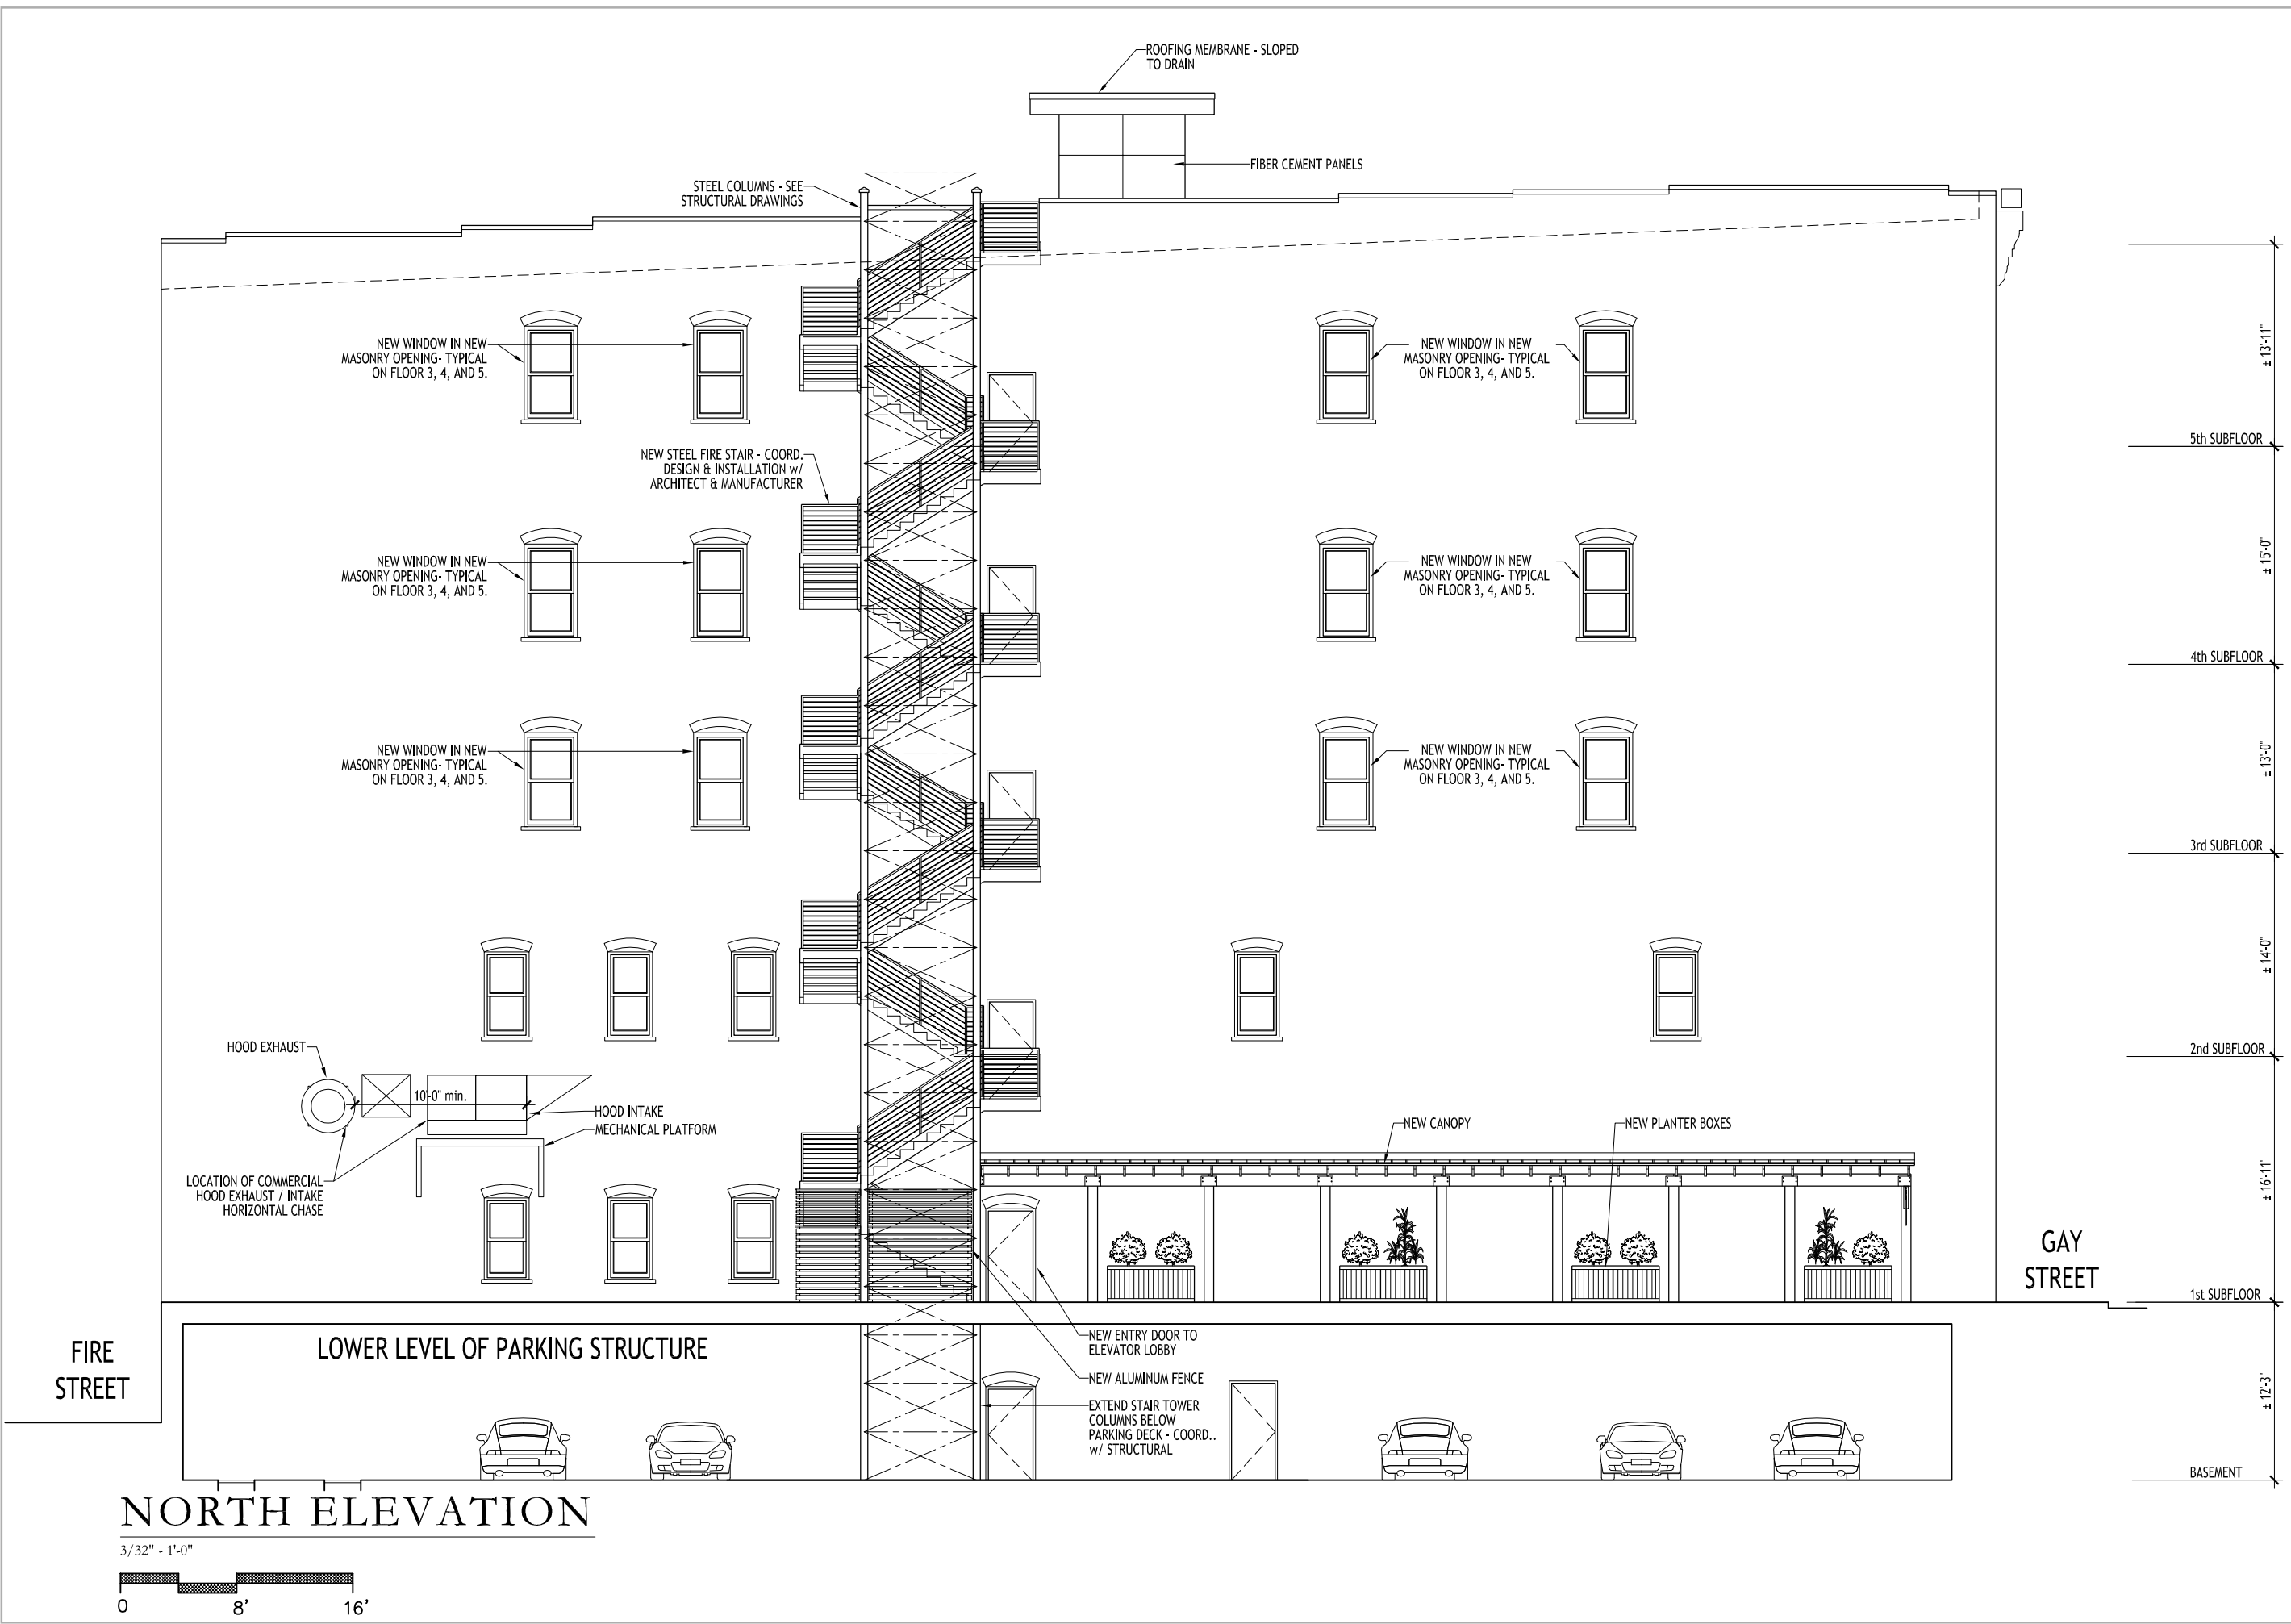 ROOFING MEMBRANE - SLOPED
TO DRAIN
FIBER CEMENT PANELS
STEEL COLUMNS - SEE
STRUCTURAL DRAWINGS
NEW WINDOW IN NEW
MASONRY OPENING- TYPICAL
ON FLOOR 3, 4, AND 5.
NEW WINDOW IN NEW
MASONRY OPENING- TYPICAL
ON FLOOR 3, 4, AND 5.
± 13'-11"
5th SUBFLOOR
NEW STEEL FIRE STAIR - COORD.
DESIGN & INSTALLATION w/
ARCHITECT & MANUFACTURER
NEW WINDOW IN NEW
MASONRY OPENING- TYPICAL
ON FLOOR 3, 4, AND 5.
NEW WINDOW IN NEW
MASONRY OPENING- TYPICAL
ON FLOOR 3, 4, AND 5.
± 15'-0"
4th SUBFLOOR
NEW WINDOW IN NEW
MASONRY OPENING- TYPICAL
ON FLOOR 3, 4, AND 5.
NEW WINDOW IN NEW
MASONRY OPENING- TYPICAL
ON FLOOR 3, 4, AND 5.
± 13'-0"
3rd SUBFLOOR
± 14'-0"
2nd SUBFLOOR
HOOD EXHAUST
10'-0" min.
HOOD INTAKE
MECHANICAL PLATFORM
LOCATION OF COMMERCIAL
HOOD EXHAUST / INTAKE
HORIZONTAL CHASE
NEW CANOPY
NEW PLANTER BOXES
± 16'-11"
GAY
STREET
1st SUBFLOOR
FIRE
STREET
LOWER LEVEL OF PARKING STRUCTURE
NEW ENTRY DOOR TO
ELEVATOR LOBBY
NEW ALUMINUM FENCE
EXTEND STAIR TOWER
COLUMNS BELOW
PARKING DECK - COORD..
w/ STRUCTURAL
± 12'-3"
BASEMENT
NORTH ELEVATION
3/32" - 1'-0"
0 8' 16'